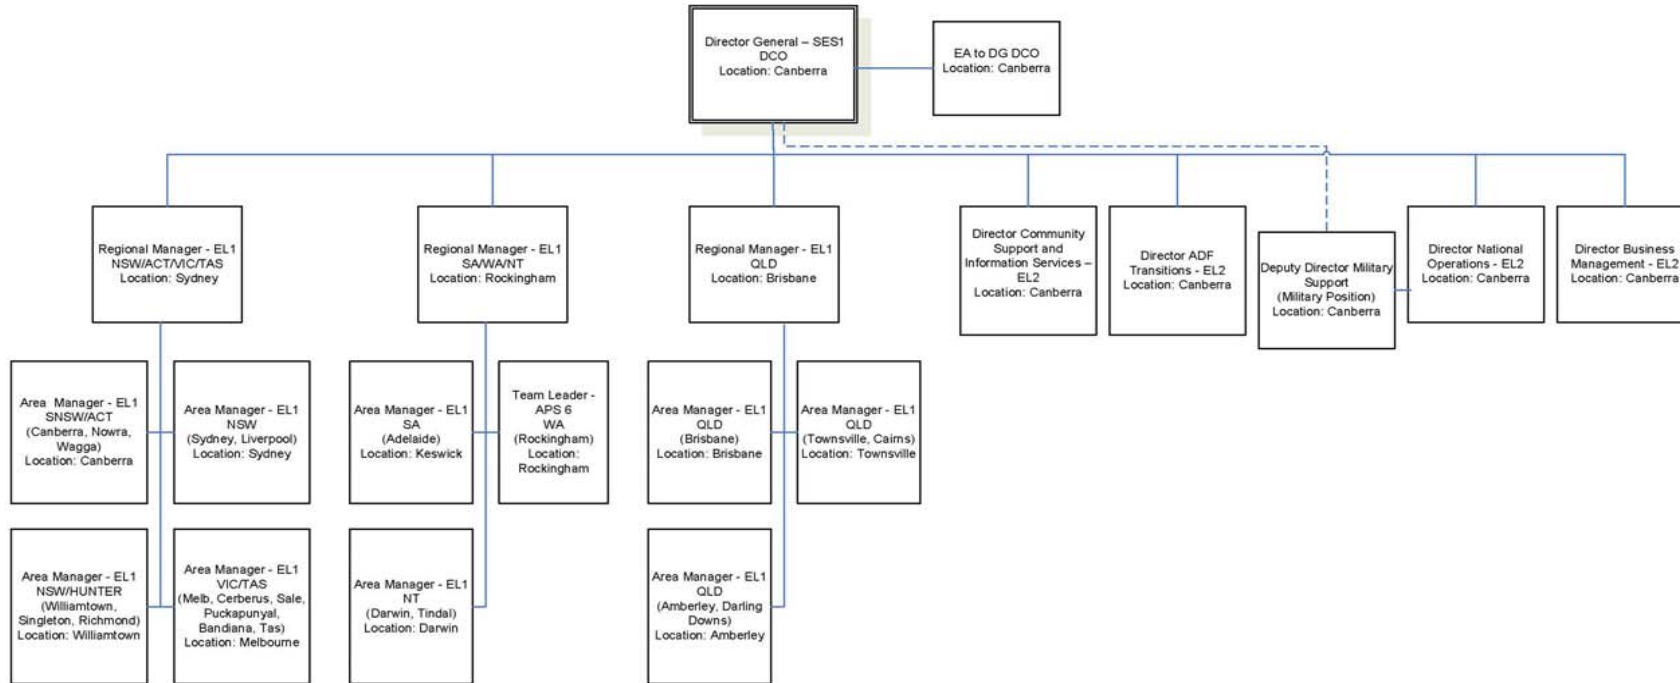 Director General – SES1
DCO
Location: Canberra
EA to DG DCO
Location: Canberra
Regional Manager - EL1
NSW/ACT/VIC/TAS
Location: Sydney
Regional Manager - EL1
SA/WA/NT
Location: Rockingham
Regional Manager - EL1
QLD
Location: Brisbane
Director Community
Support and
Information Services –
EL2
Location: Canberra
Director ADF
Transitions - EL2
Location: Canberra
Deputy Director Military
Support
(Military Position)
Location: Canberra
Director National
Operations - EL2
Location: Canberra
Director Business
Management - EL2
Location: Canberra
Area Manager - EL1
SNSW/ACT
(Canberra, Nowra,
Wagga)
Location: Canberra
Area Manager - EL1
NSW
(Sydney, Liverpool)
Location: Sydney
Area Manager - EL1
SA
(Adelaide)
Location: Keswick
Team Leader -
APS 6
WA
(Rockingham)
Location:
Rockingham
Area Manager - EL1
QLD
(Brisbane)
Location: Brisbane
Area Manager - EL1
QLD
(Townsville, Cairns)
Location: Townsville
Area Manager - EL1
NSW/HUNTER
(Williamtown,
Singleton, Richmond)
Location: Williamtown
Area Manager - EL1
VIC/TAS
(Melb, Cerberus, Sale,
Puckapunyal,
Bandiana, Tas)
Location: Melbourne
Area Manager - EL1
NT
(Darwin, Tindal)
Location: Darwin
Area Manager - EL1
QLD
(Amberley, Darling
Downs)
Location: Amberley